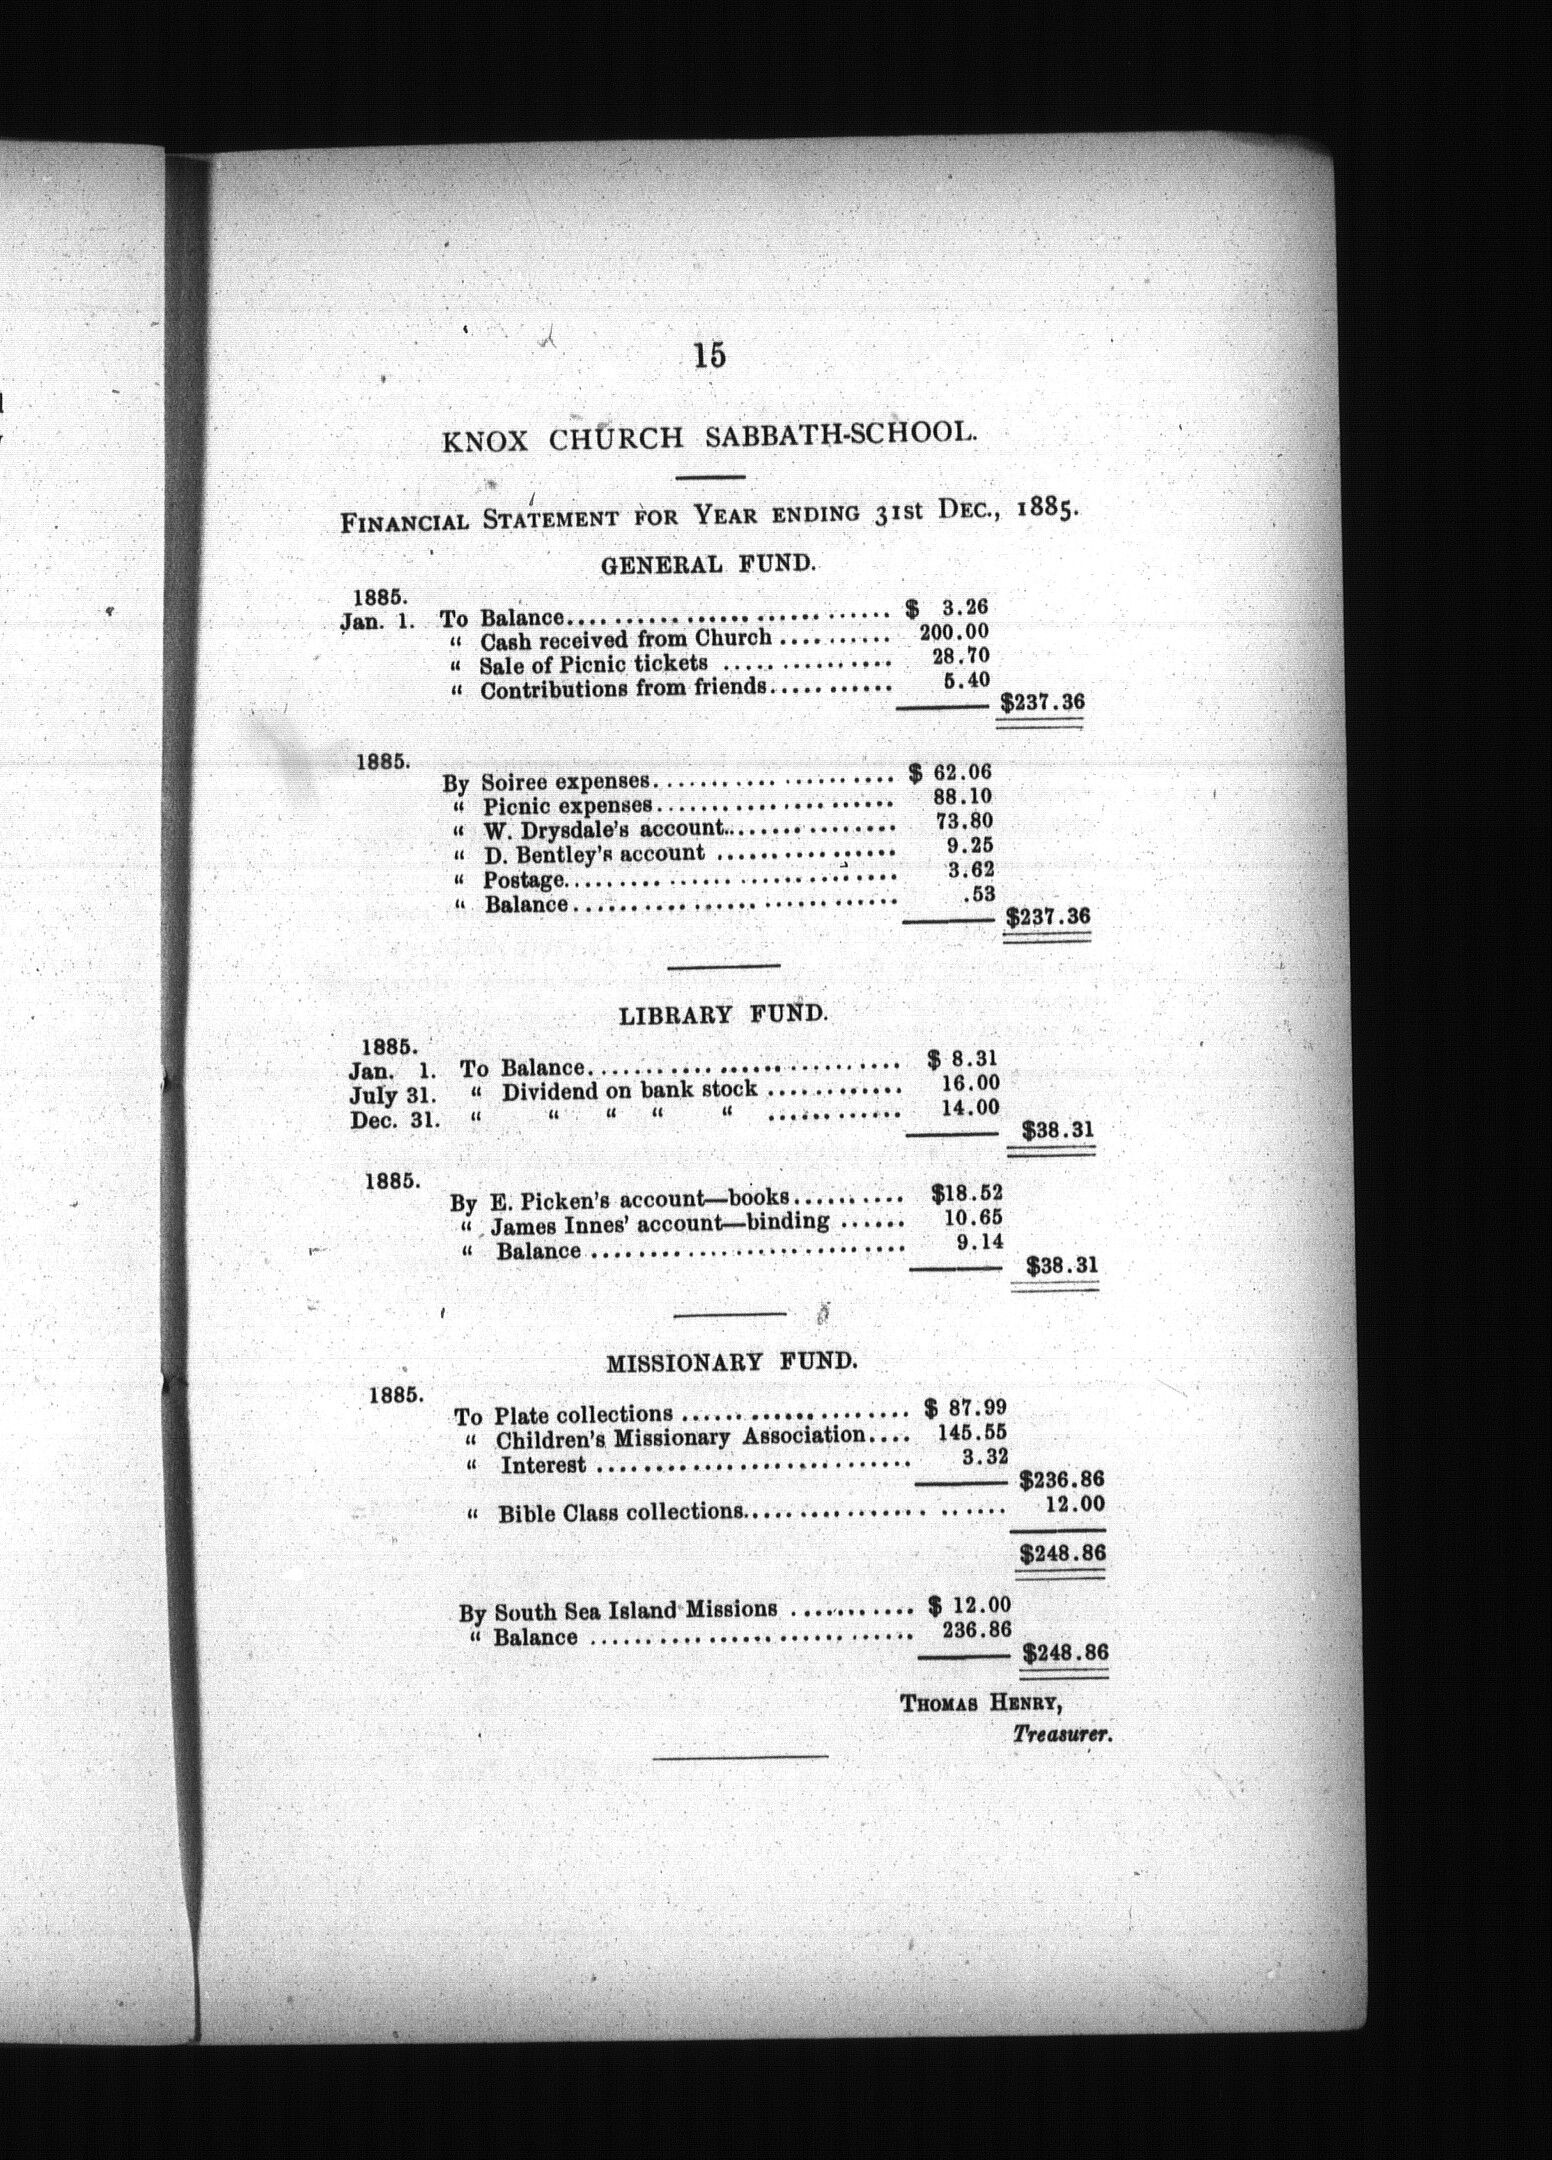 15
KNOX CHURCH SABBATH-SCHOOL.
FINANCIAL STATEMENT FOR YEAR ENDING 31st DEC., 1885.
GENERAL FUND.
1885.
Jan. 1. To Balance.............................. $ 3.26
“ Cash received from Church .......... 200.00
“ Sale of Picnic tickets ................ 28.70
“ Contributions from friends........... 5.40
$237.36
1885.
By Soiree expenses....................... $ 62.06
“ Picnic expenses....................... 88.10
“ W. Drysdale's account................ 73.80
“ D. Bentley's account ................ 9.25
“ Postage.............................. 3.62
“ Balance.............................. .53
$237.36
LIBRARY FUND.
1885.
Jan. 1. To Balance............................ $ 8.31
July 31. “ Dividend on bank stock ............ 16.00
Dec. 31. “ “ “ “ “ ............ 14.00
$38.31
1885.
By E. Picken's account—books.......... $18.52
“ James Innes' account—binding ...... 10.65
“ Balance ............................ 9.14
$38.31
MISSIONARY FUND.
1885.
To Plate collections ..................... $ 87.99
“ Children's Missionary Association.... 145.55
“ Interest ............................ 3.32
$236.86
“ Bible Class collections......................... 12.00
$248.86
By South Sea Island Missions ........... $ 12.00
“ Balance .............................. 236.86
$248.86
THOMAS HENRY,
Treasurer.